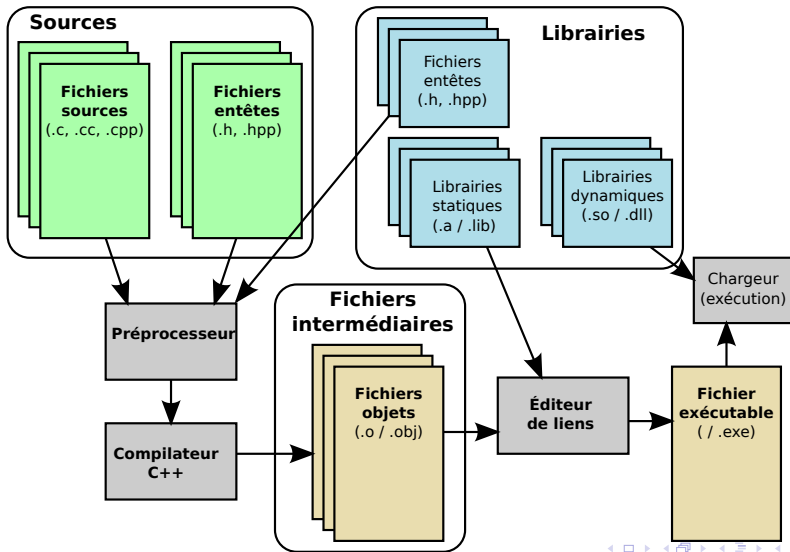 Sources
Fichiers
sources
(.c, .cc, .cpp)
Fichiers
entêtes
(.h, .hpp)
Librairies
Fichiers
entêtes
(.h, .hpp)
Librairies
statiques
(.a / .lib)
Librairies
dynamiques
(.so / .dll)
Chargeur
(exécution)
Préprocesseur
Compilateur
C++
Fichiers
intermédiaires
Fichiers
objets
(.o / .obj)
Éditeur
de liens
Fichier
exécutable
( / .exe)